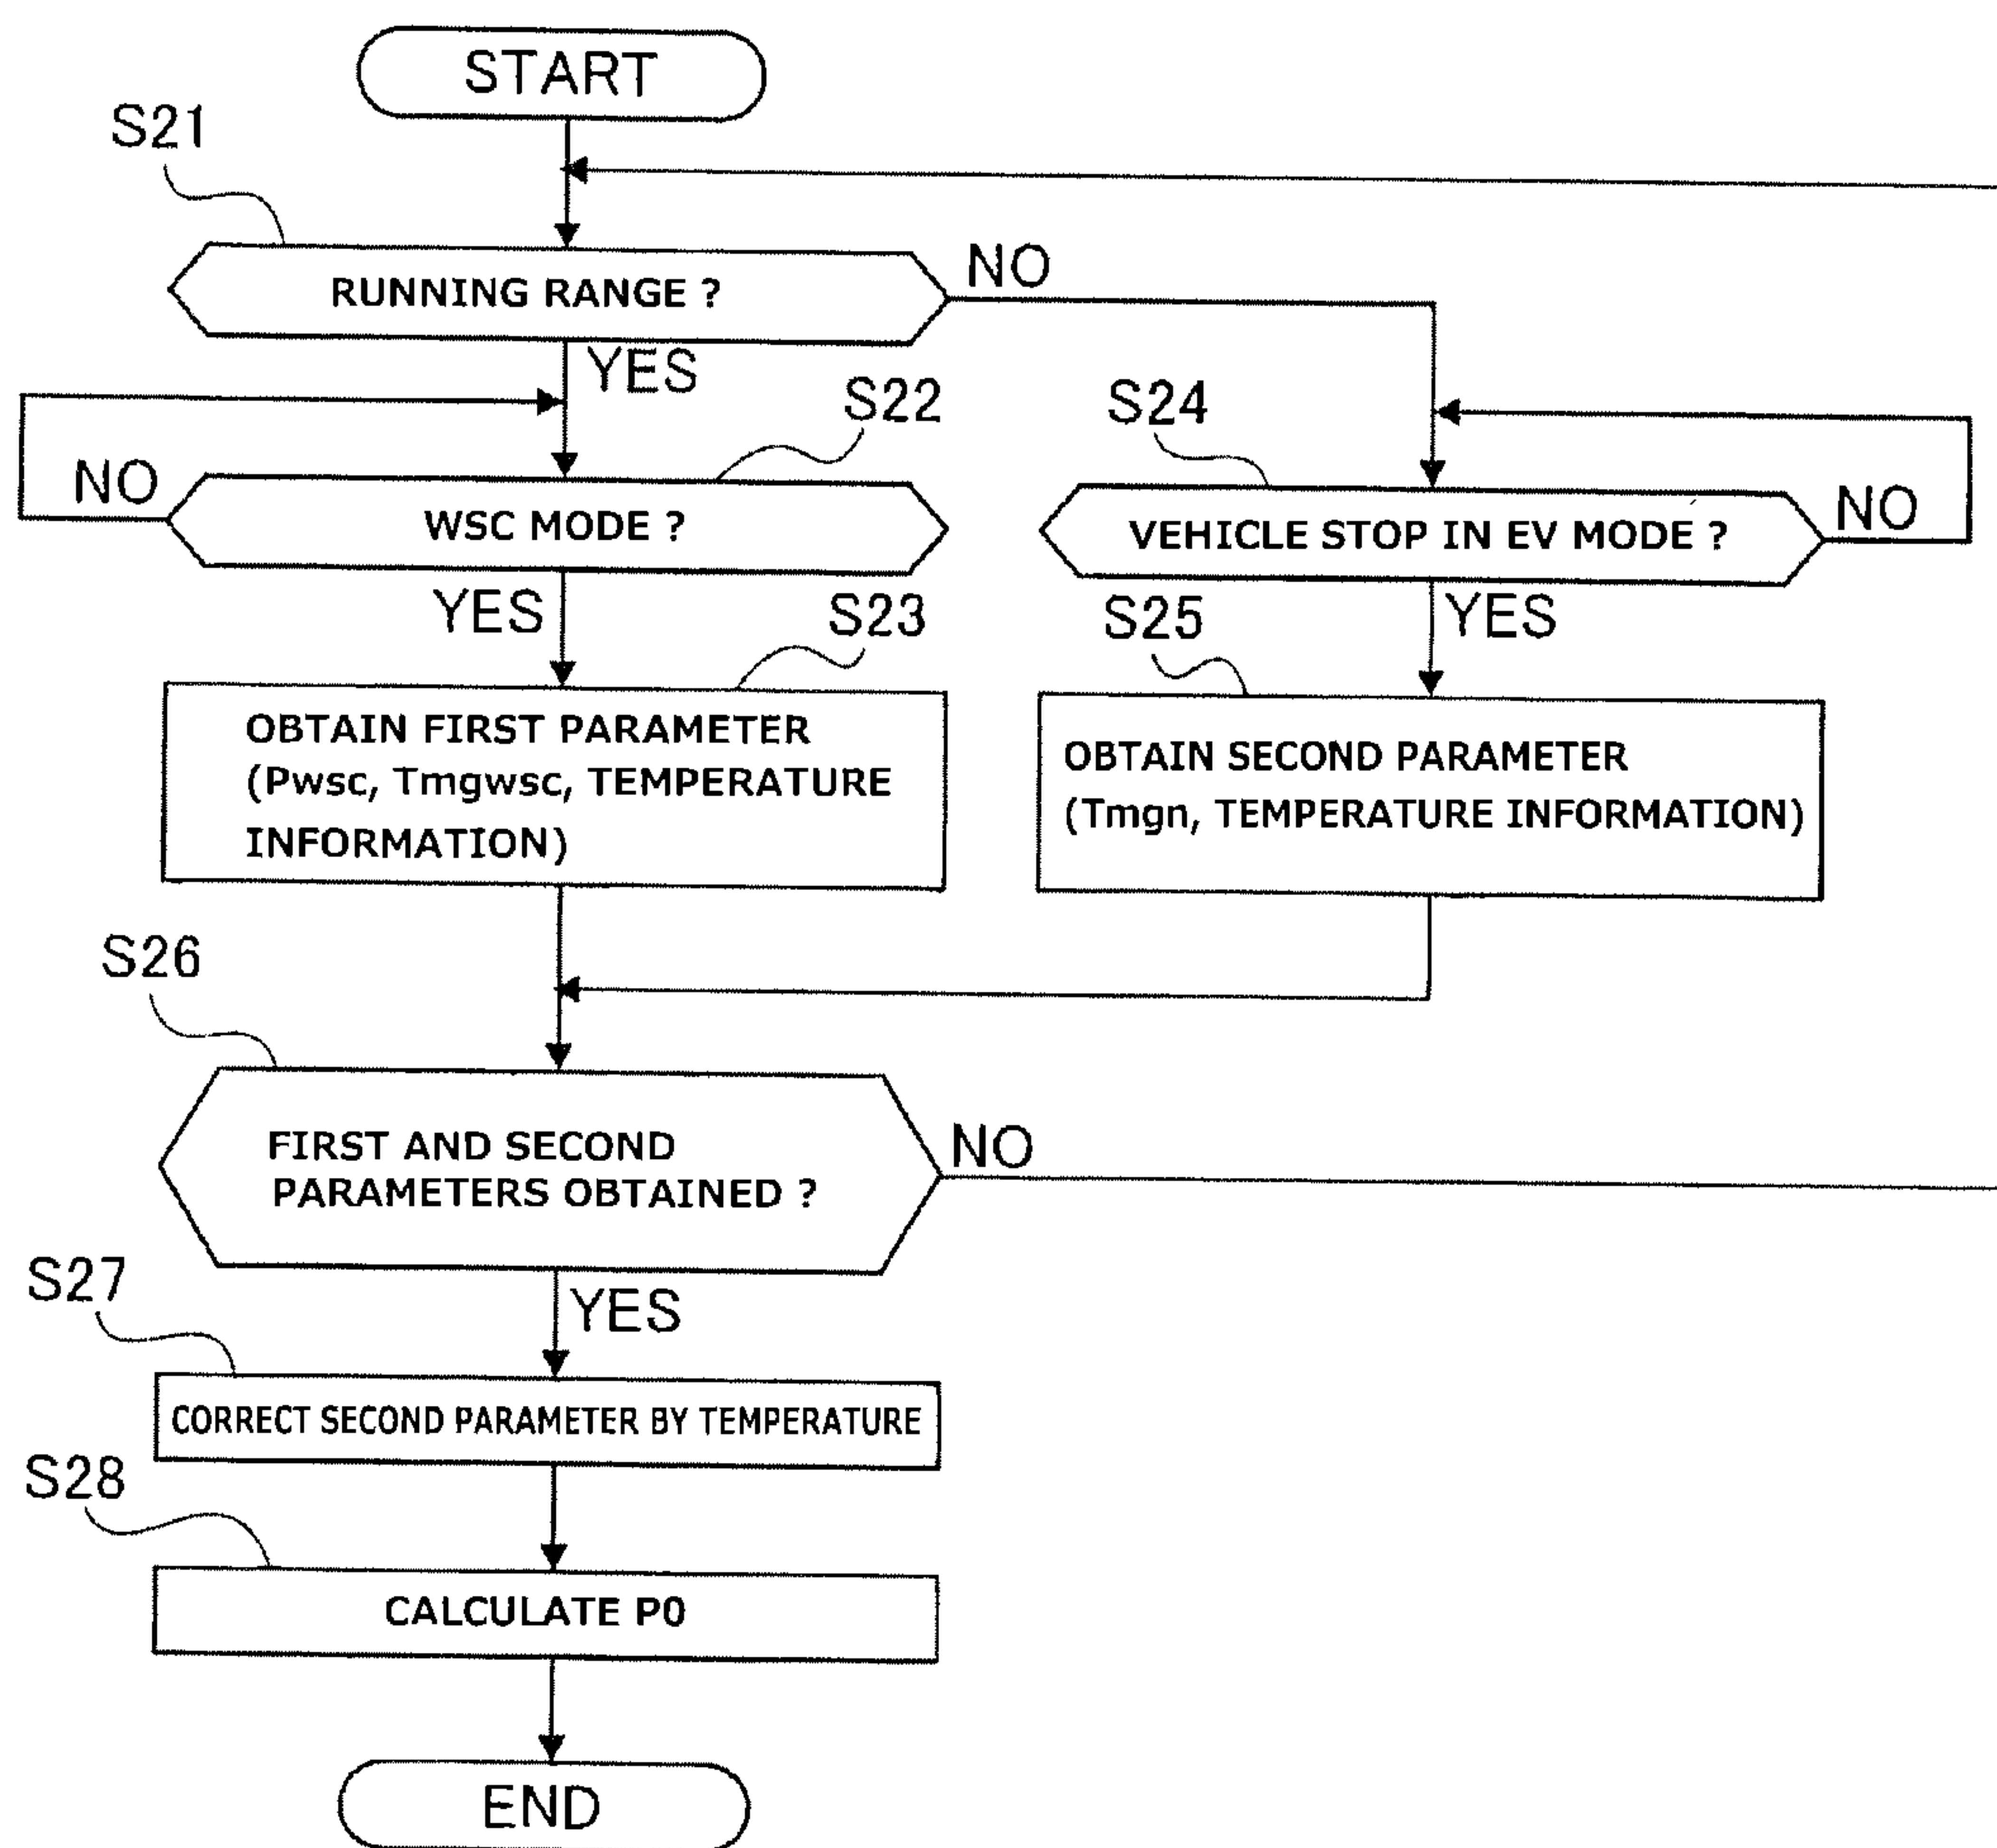 START
S21
RUNNING RANGE ?
NO
YES
S22
S24
NO
WSC MODE ?
VEHICLE STOP IN EV MODE ?
NO
YES
S23
S25
YES
OBTAIN FIRST PARAMETER
(Pwsc, Tmgwsc, TEMPERATURE
INFORMATION)
OBTAIN SECOND PARAMETER
(Tmgn, TEMPERATURE INFORMATION)
S26
FIRST AND SECOND
PARAMETERS OBTAINED ?
NO
S27
YES
CORRECT SECOND PARAMETER BY TEMPERATURE
S28
CALCULATE P0
END